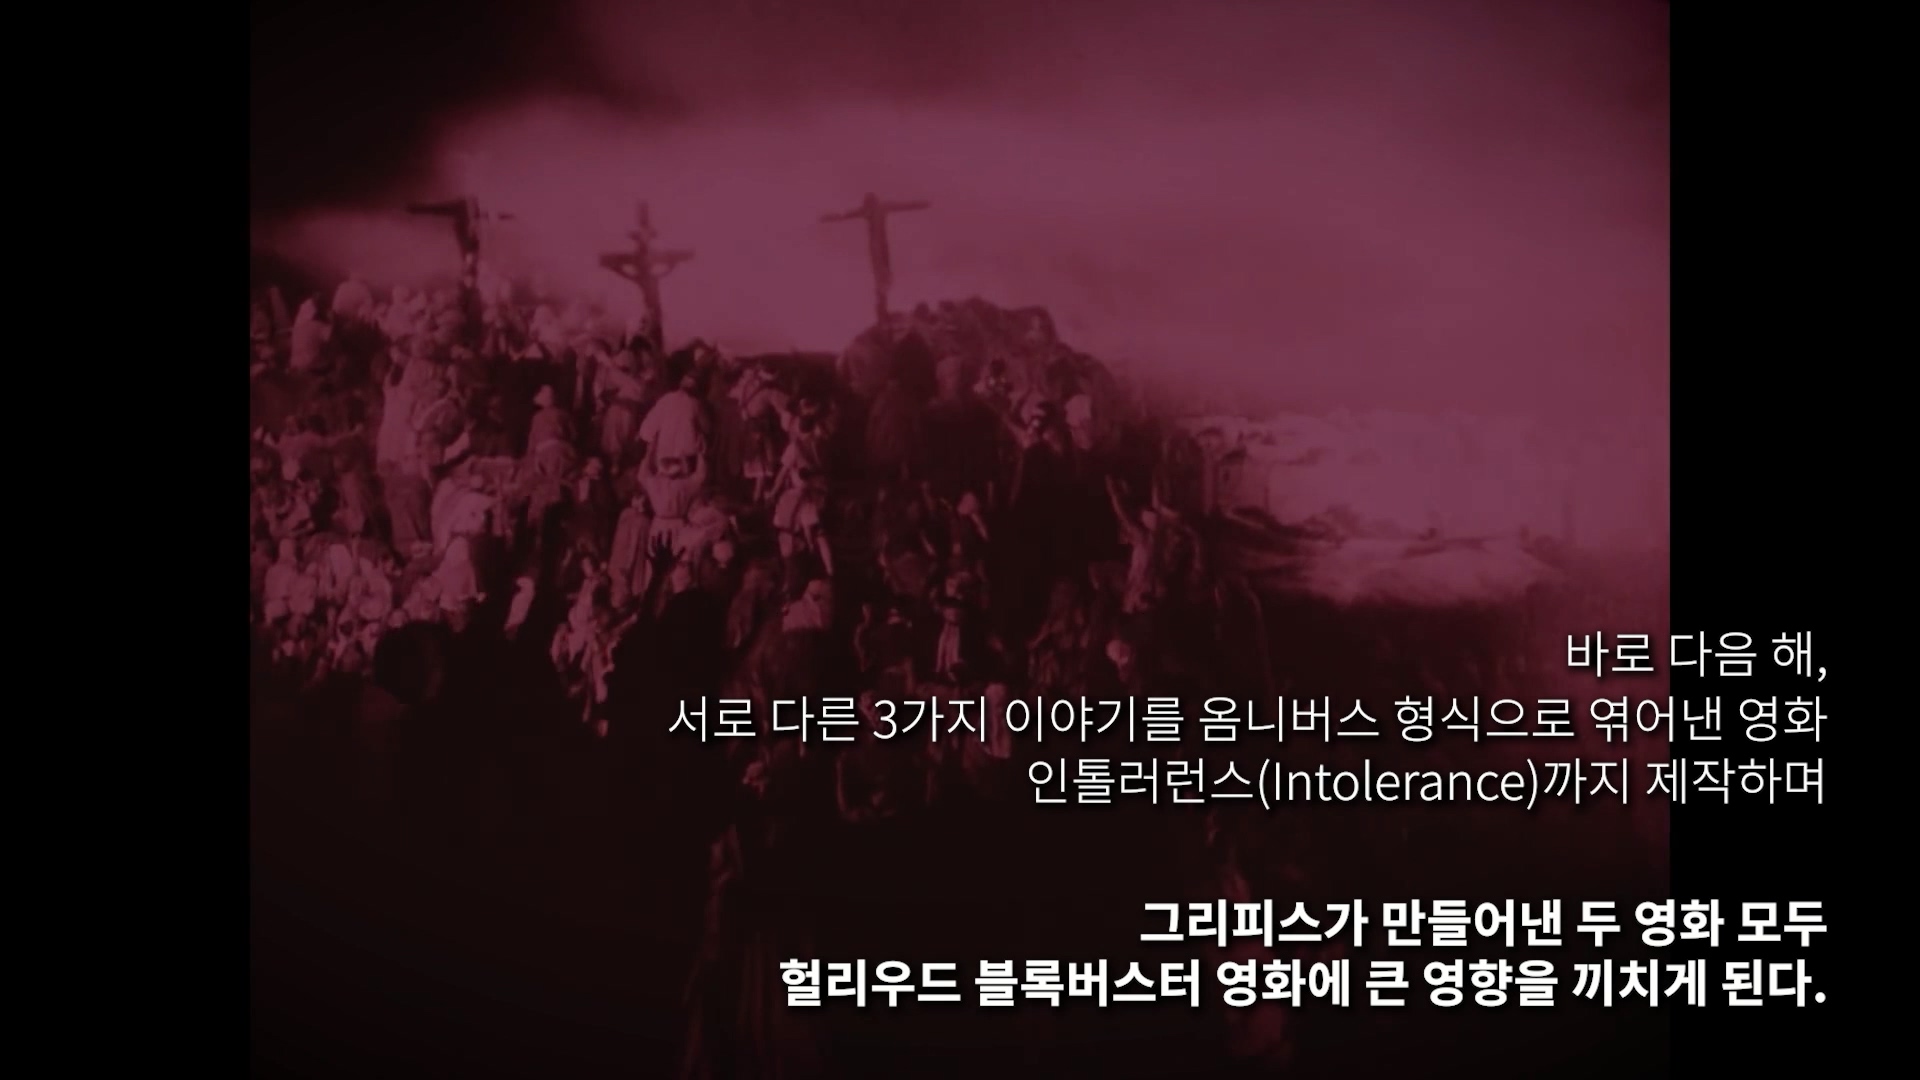 바로 다음 해,
서로 다른 3가지 이야기를 옴니버스 형식으로 엮어낸 영화
인톨러런스(Intolerance)까지 제작하며
그리피스가 만들어낸 두 영화 모두
헐리우드 블록버스터 영화에 큰 영향을 끼치게 된다.